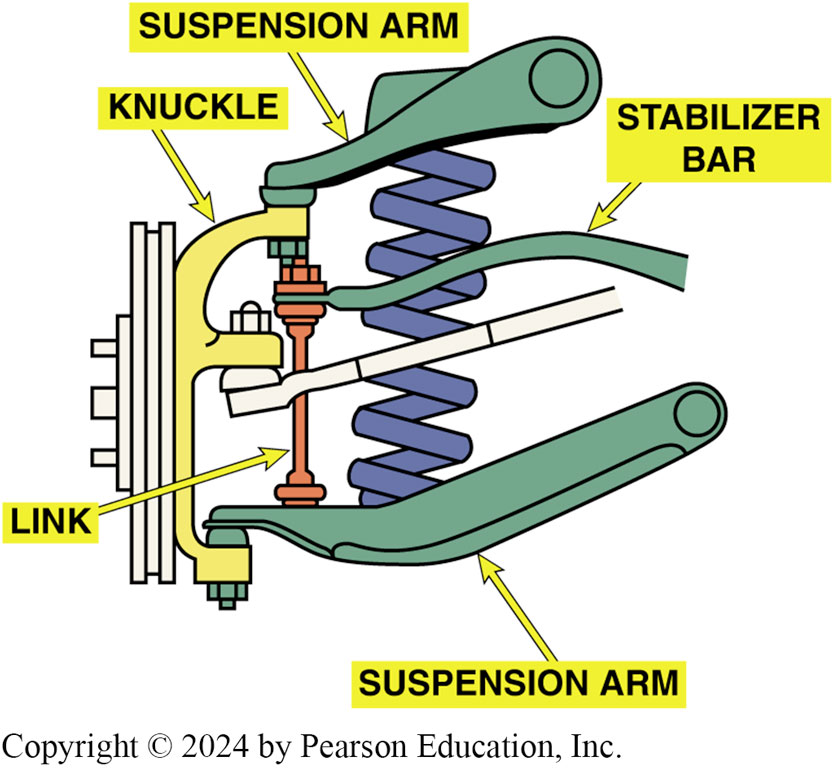 SUSPENSION ARM
KNUCKLE
STABILIZER
BAR
LINK
SUSPENSION ARM
Copyright © 2024 by Pearson Education, Inc.